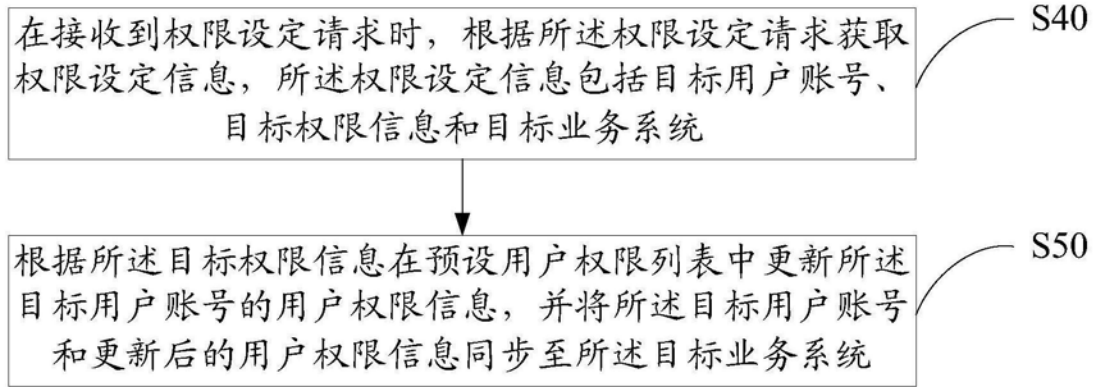 在接收到权限设定请求时，根据所述权限设定请求获取
权限设定信息，所述权限设定信息包括目标用户账号、
目标权限信息和目标业务系统
S40
根据所述目标权限信息在预设用户权限列表中更新所述
目标用户账号的用户权限信息，并将所述目标用户账号
和更新后的用户权限信息同步至所述目标业务系统
S50